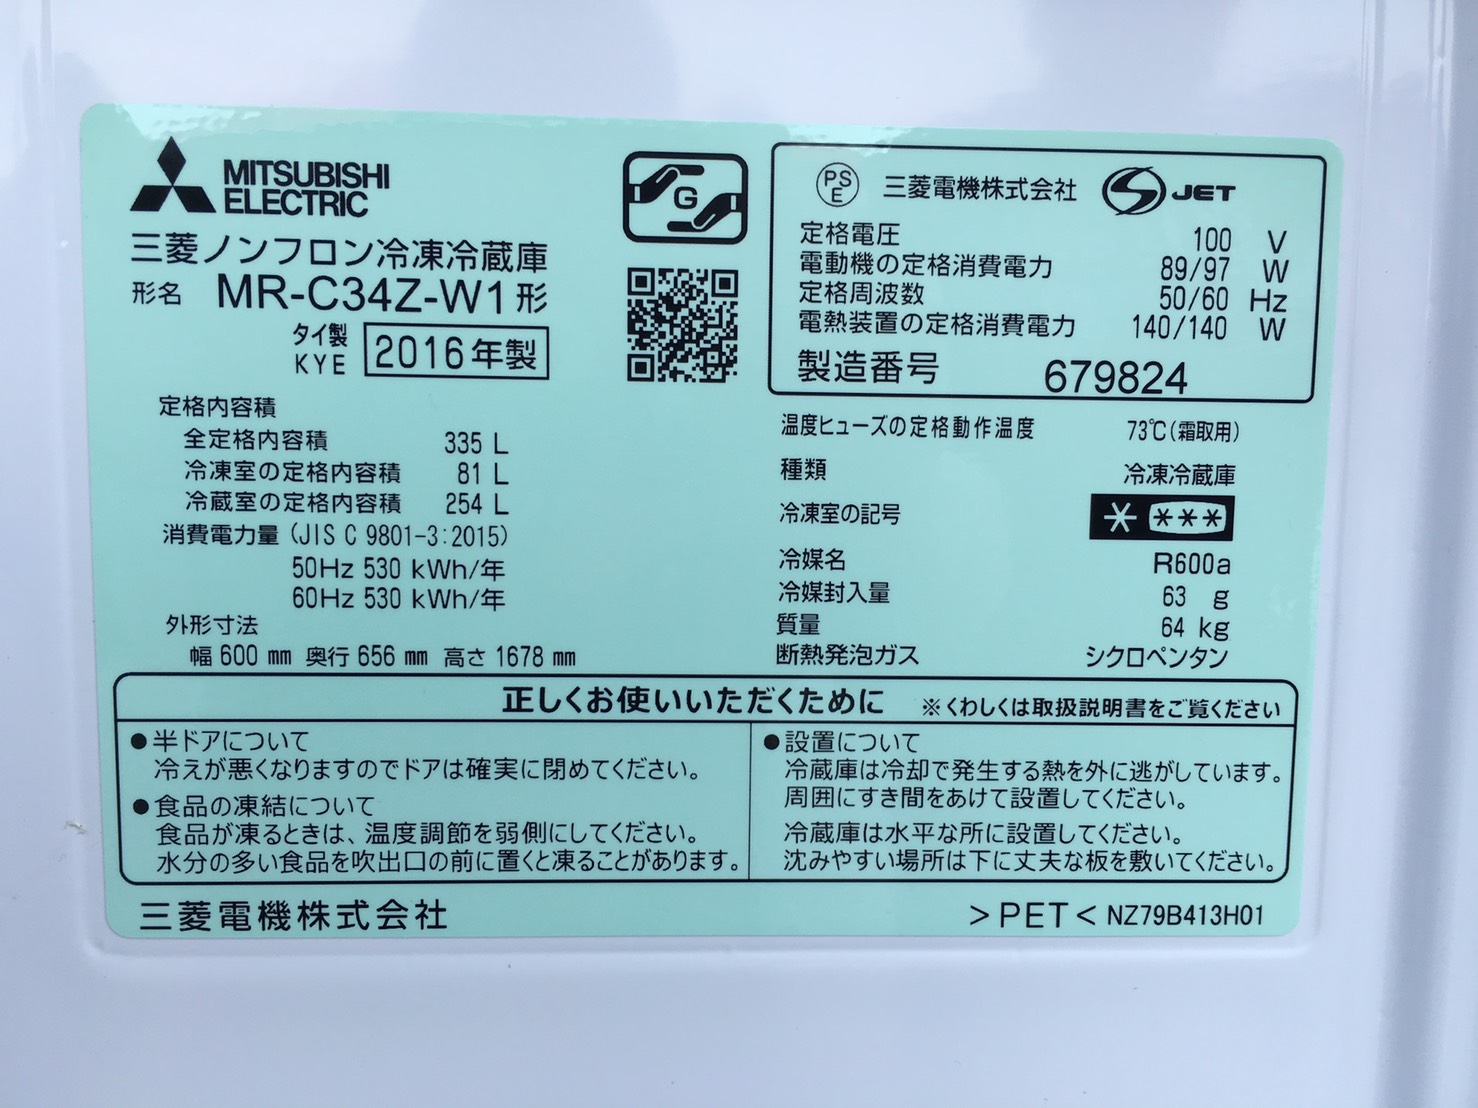 MITSUBISHI
ELECTRIC
三菱ノンフロン冷凍冷蔵庫
形名 MR-C34Z-W1形
タイ製
KYE 2016年製
G
PS
E
三菱電機株式会社 S JET
定格電圧 100 V
電動機の定格消費電力 89/97 W
定格周波数 50/60 Hz
電熱装置の定格消費電力 140/140 W
製造番号 679824
定格内容積
全定格内容積 335 L
冷凍室の定格内容積 81 L
冷蔵室の定格内容積 254 L
消費電力量 (JIS C 9801-3:2015)
50Hz 530 kWh/年
60Hz 530 kWh/年
外形寸法
幅 600 mm 奥行 656 mm 高さ 1678 mm
温度ヒューズの定格動作温度 73℃(霜取用)
種類 冷凍冷蔵庫
冷凍室の記号 * ***
冷媒名 R600a
冷媒封入量 63 g
質量 64 kg
断熱発泡ガス シクロペンタン
正しくお使いいただくために ※くわしくは取扱説明書をご覧ください
●半ドアについて
冷えが悪くなりますのでドアは確実に閉めてください。
●食品の凍結について
食品が凍るときは、温度調節を弱側にしてください。
水分の多い食品を吹出口の前に置くと凍ることがあります。
●設置について
冷蔵庫は冷却で発生する熱を外に逃がしています。
周囲にすき間をあけて設置してください。
冷蔵庫は水平な所に設置してください。
沈みやすい場所は下に丈夫な板を敷いてください。
三菱電機株式会社 >PET< NZ79B413H01